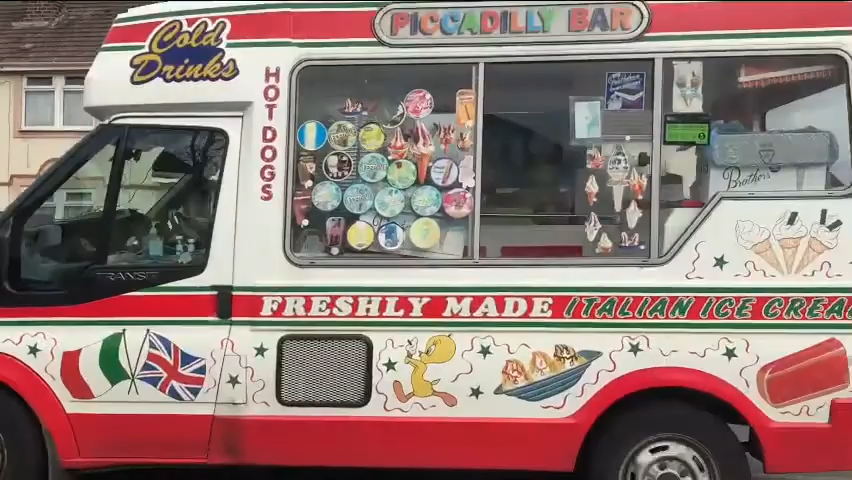 PICCADILLY BAR
Cold
Drinks
HOT DOGS
Brothers
TRANSIT
FRESHLY MADE ITALIAN ICE CREA